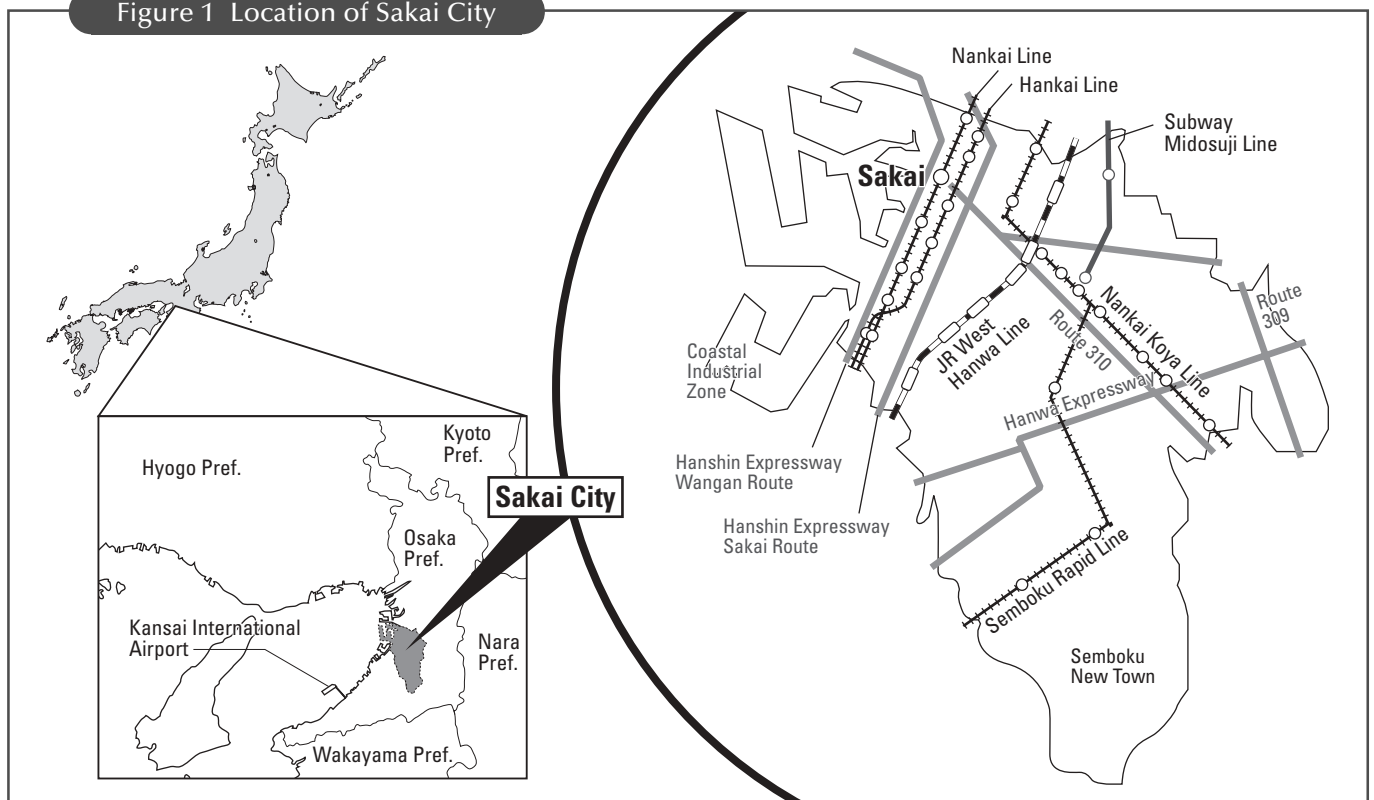 Figure 1 Location of Sakai City
Nankai Line
Hankai Line
Subway
Midosuji Line
Sakai
Route
309
Nankai Koya Line
Route 310
JR West
Hanwa Line
Coastal
Industrial
Zone
Hanwa Expressway
Hanshin Expressway
Wangan Route
Hanshin Expressway
Sakai Route
Semboku Rapid Line
Semboku
New Town
Kyoto
Pref.
Hyogo Pref.
Sakai City
Osaka
Pref.
Kansai International
Airport
Nara
Pref.
Wakayama Pref.